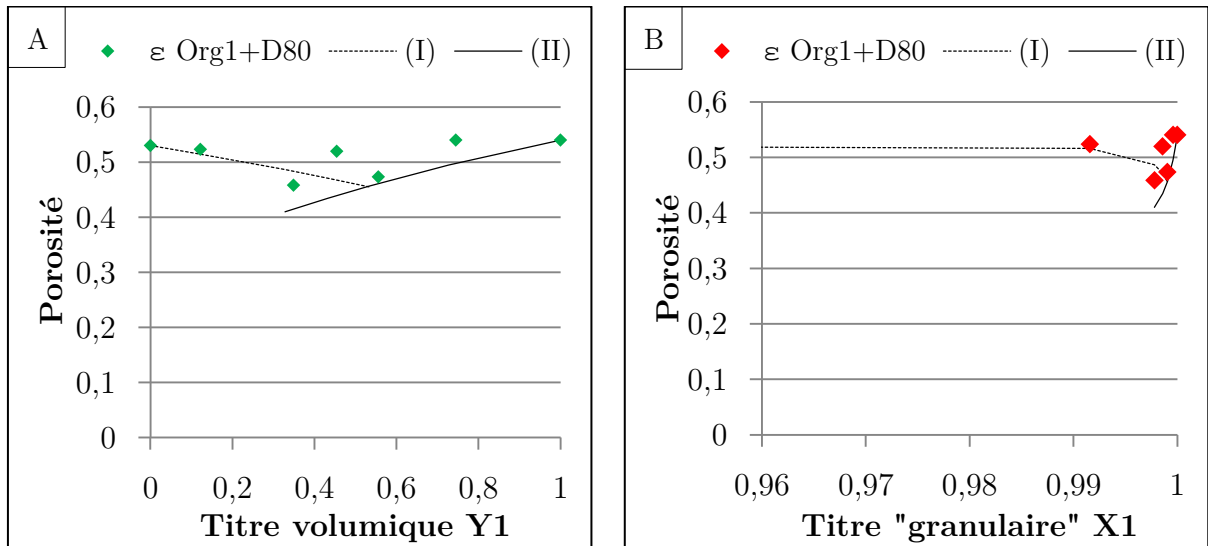 A
ε Org1+D80 (I) (II)
Porosité
0,6
0,5
0,4
0,3
0,2
0,1
0
0 0,2 0,4 0,6 0,8 1
Titre volumique Y1
B
ε Org1+D80 (I) (II)
Porosité
0,6
0,5
0,4
0,3
0,2
0,1
0
0,96 0,97 0,98 0,99 1
Titre "granulaire" X1